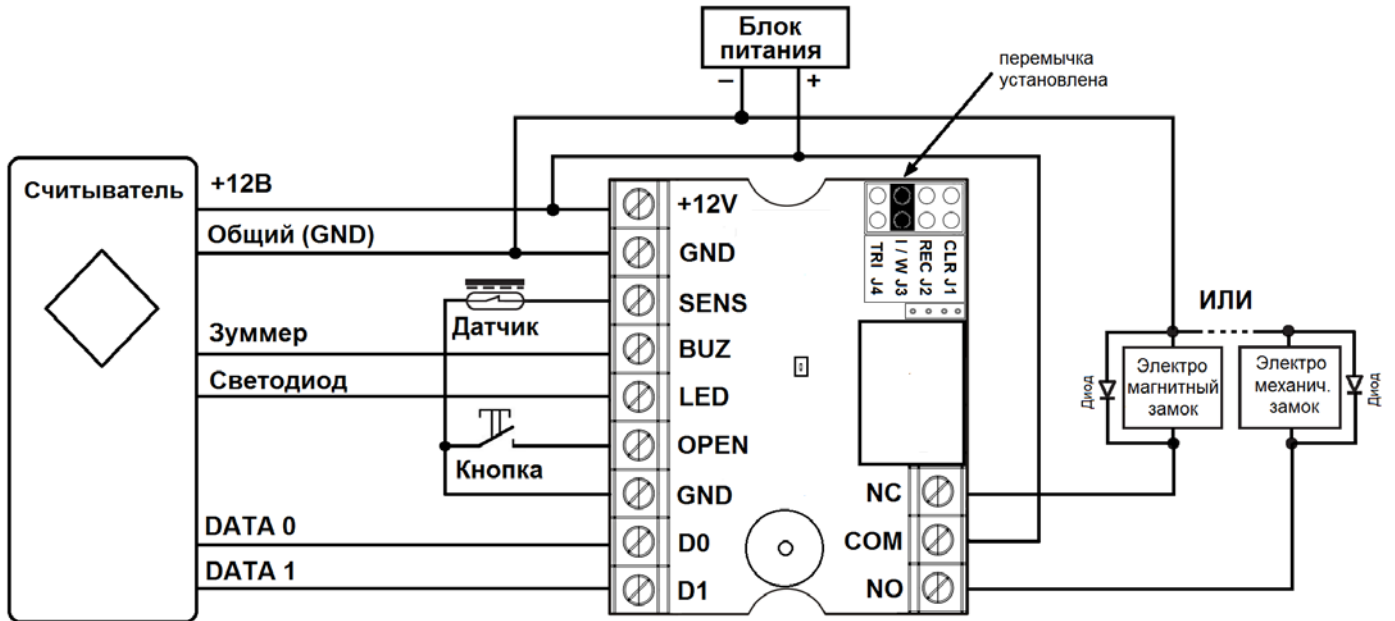 Блок
питания
–
+
перемычка
установлена
Считыватель
+12В
Общий (GND)
Зуммер
Светодиод
DATA 0
DATA 1
Датчик
Кнопка
+12V
GND
SENS
BUZ
LED
OPEN
GND
D0
D1
TRI J4
I / W J3
REC J2
CLR J1
NC
COM
NO
ИЛИ
Диод
Электро
магнитный
замок
Электро
механич.
замок
Диод